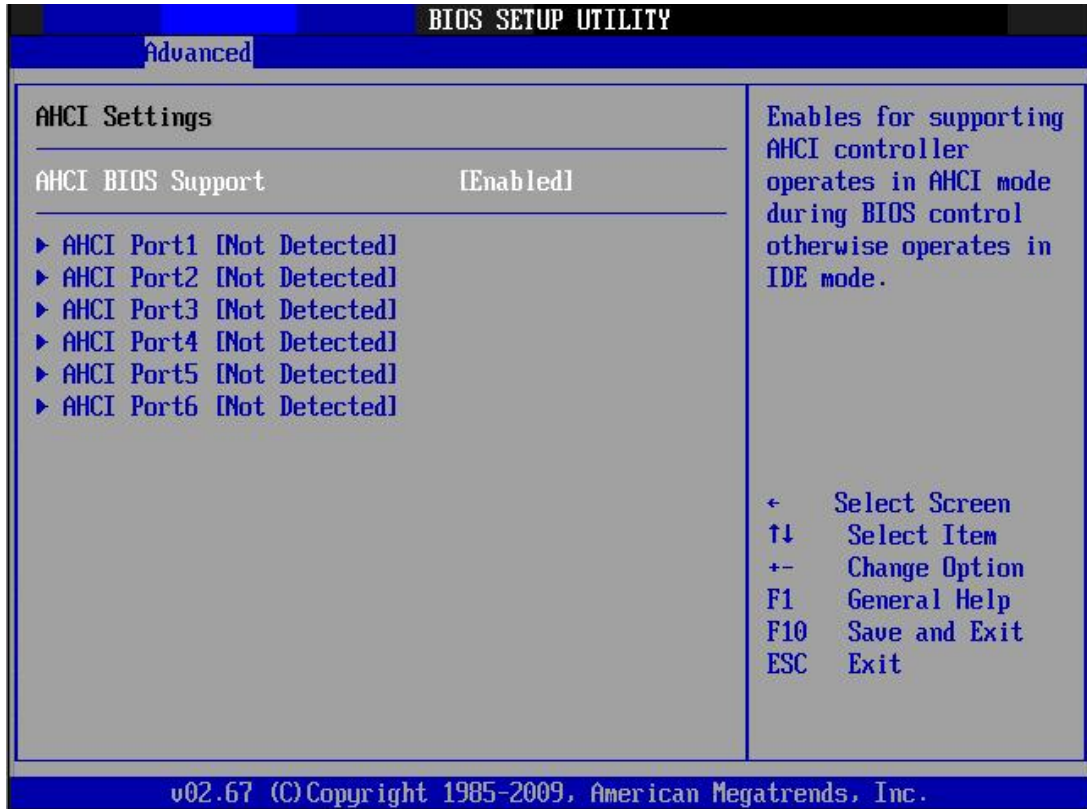 BIOS SETUP UTILITY
Advanced
AHCI Settings
AHCI BIOS Support [Enabled]
▶ AHCI Port1 [Not Detected]
▶ AHCI Port2 [Not Detected]
▶ AHCI Port3 [Not Detected]
▶ AHCI Port4 [Not Detected]
▶ AHCI Port5 [Not Detected]
▶ AHCI Port6 [Not Detected]
Enables for supporting
AHCI controller
operates in AHCI mode
during BIOS control
otherwise operates in
IDE mode.
← Select Screen
↑↓ Select Item
+- Change Option
F1 General Help
F10 Save and Exit
ESC Exit
v02.67 (C)Copyright 1985-2009, American Megatrends, Inc.